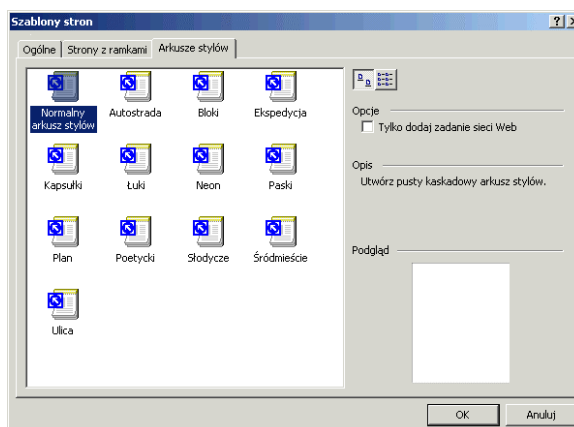 Szablony stron
Ogólne
Strony z ramkami
Arkusze stylów
Normalny
arkusz stylów
Autostrada
Bloki
Ekspedycja
Kapsułki
Łuki
Neon
Paski
Plan
Poetycki
Słodycze
Śródmieście
Ulica
Opcje
Tylko dodaj zadanie sieci Web
Opis
Utwórz pusty kaskadowy arkusz stylów.
Podgląd
OK
Anuluj